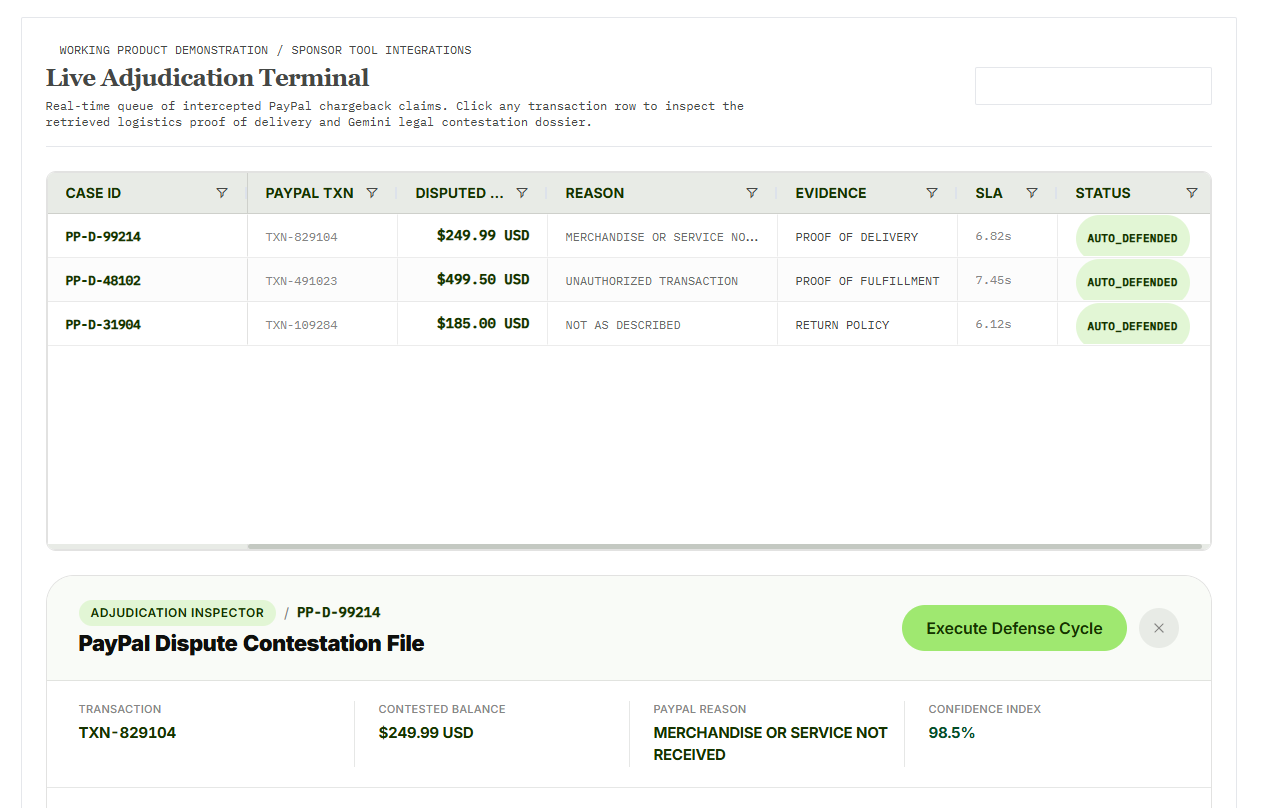 WORKING PRODUCT DEMONSTRATION / SPONSOR TOOL INTEGRATIONS
Live Adjudication Terminal
Real-time queue of intercepted PayPal chargeback claims. Click any transaction row to inspect the
retrieved logistics proof of delivery and Gemini legal contestation dossier.
CASE ID PAYPAL TXN DISPUTED ... REASON EVIDENCE SLA STATUS
PP-D-99214 TXN-829104 $249.99 USD MERCHANDISE OR SERVICE NO... PROOF OF DELIVERY 6.82s AUTO_DEFENDED
PP-D-48102 TXN-491023 $499.50 USD UNAUTHORIZED TRANSACTION PROOF OF FULFILLMENT 7.45s AUTO_DEFENDED
PP-D-31904 TXN-109284 $185.00 USD NOT AS DESCRIBED RETURN POLICY 6.12s AUTO_DEFENDED
ADJUDICATION INSPECTOR / PP-D-99214
PayPal Dispute Contestation File
Execute Defense Cycle
TRANSACTION CONTESTED BALANCE PAYPAL REASON CONFIDENCE INDEX
TXN-829104 $249.99 USD MERCHANDISE OR SERVICE NOT 98.5%
RECEIVED